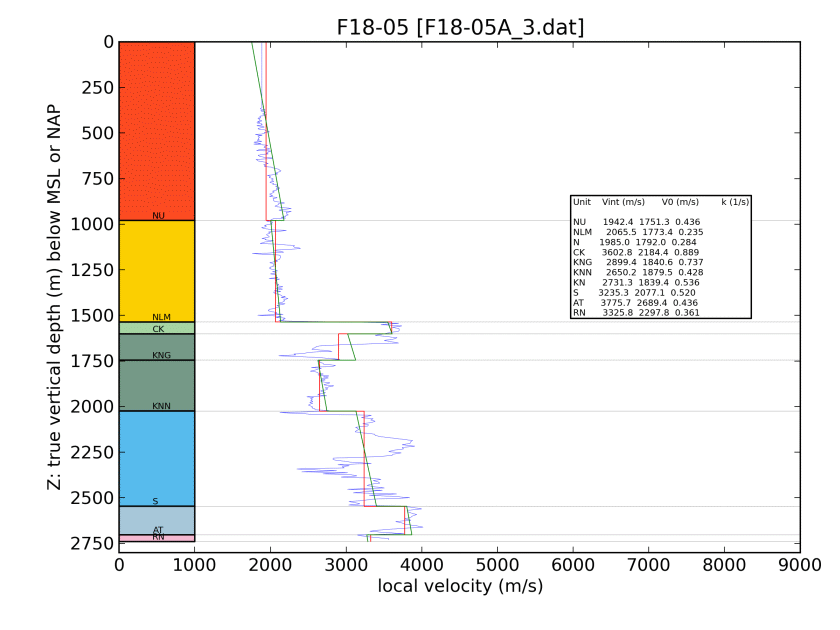 F18-05 [F18-05A_3.dat]
Z: true vertical depth (m) below MSL or NAP
0
250
500
750
1000
1250
1500
1750
2000
2250
2500
2750
NU
NLM
CK
KNG
KNN
S
AT
RN
Unit Vint (m/s) V0 (m/s) k (1/s)
NU 1942.4 1751.3 0.436
NLM 2065.5 1773.4 0.235
N 1985.0 1792.0 0.284
CK 3602.8 2184.4 0.889
KNG 2899.4 1840.6 0.737
KNN 2650.2 1879.5 0.428
KN 2731.3 1839.4 0.536
S 3235.3 2077.1 0.520
AT 3775.7 2689.4 0.436
RN 3325.8 2297.8 0.361
0 1000 2000 3000 4000 5000 6000 7000 8000 9000
local velocity (m/s)